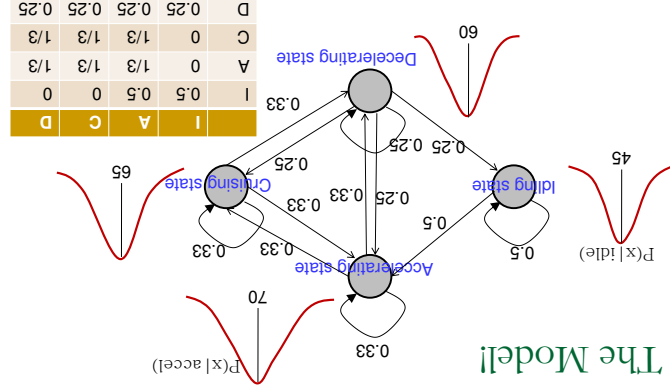 The Model!
P(x|accel)
70
0.33
P(x|idle)
45
0.5
Accelerating state
0.5
0.33
0.33
Idling state
0.25
0.33
0.33
Cruising state
65
0.25
0.25
0.25
0.33
Decelerating state
60
I A C D
I 0.5 0.5 0 0
A 0 1/3 1/3 1/3
C 0 1/3 1/3 1/3
D 0.25 0.25 0.25 0.25